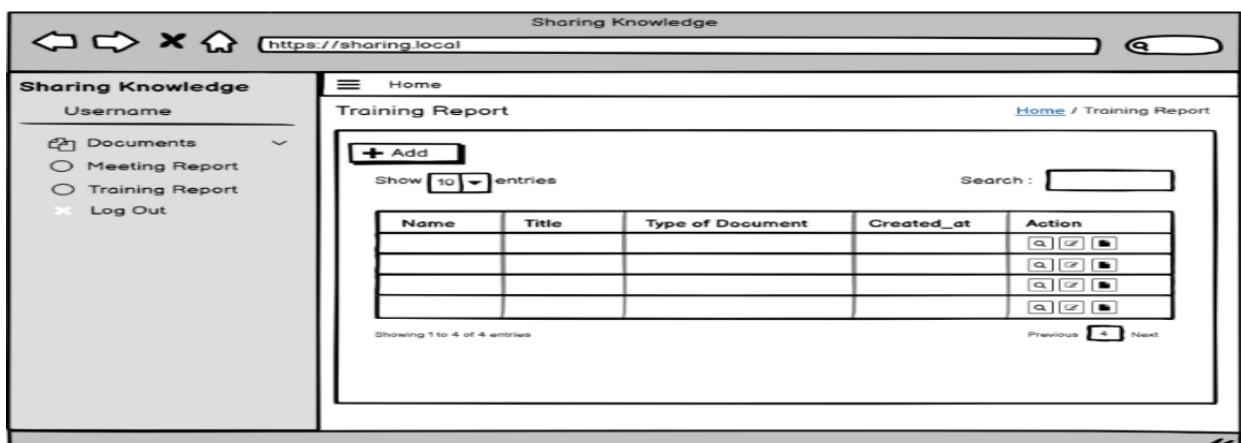 Sharing Knowledge
https://sharing.local
Sharing Knowledge
Username
Documents
Meeting Report
Training Report
Log Out
Home
Training Report
Home / Training Report
+ Add
Show 10 entries
Search :
Name Title Type of Document Created_at Action
Showing 1 to 4 of 4 entries
Previous 4 Next